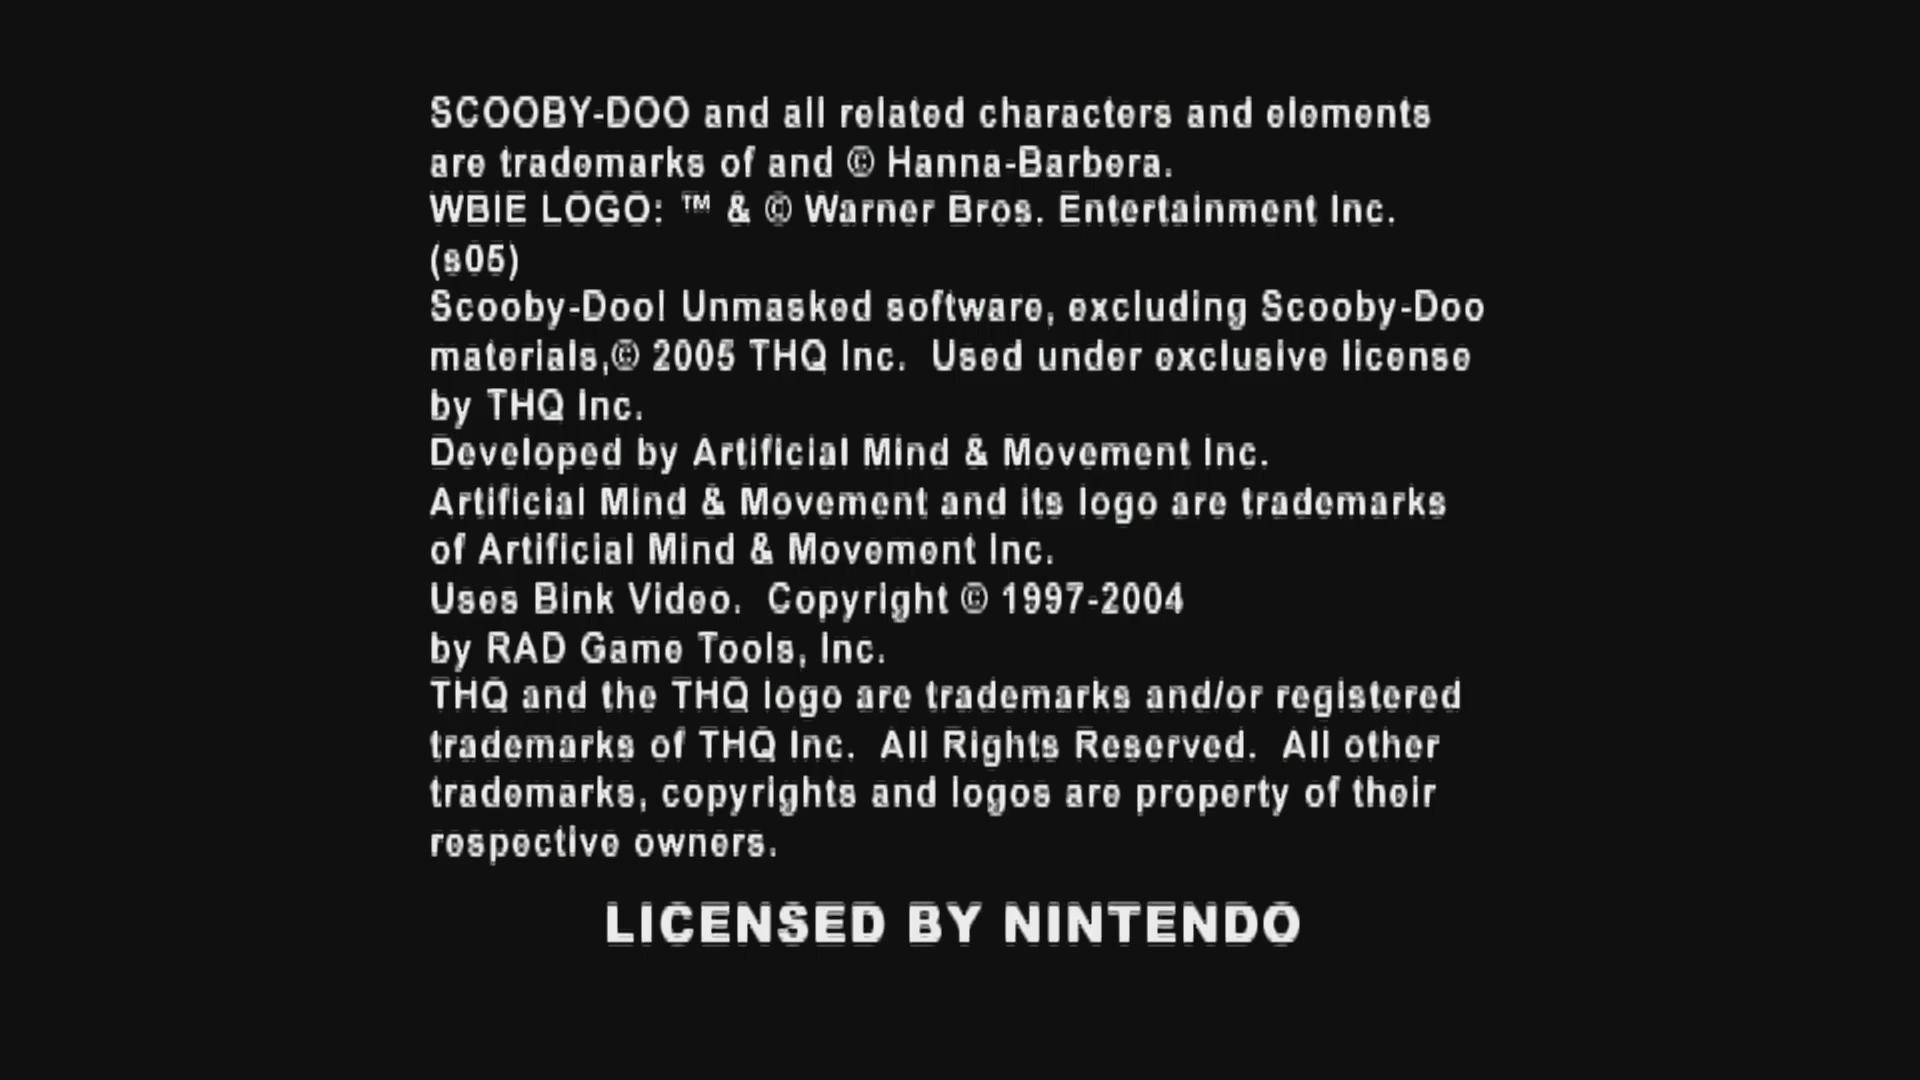 SCOOBY-DOO and all related characters and elements
are trademarks of and © Hanna-Barbera.
WBIE LOGO: ™ & © Warner Bros. Entertainment Inc.
(s05)
Scooby-Doo! Unmasked software, excluding Scooby-Doo
materials,© 2005 THQ Inc.  Used under exclusive license
by THQ Inc.
Developed by Artificial Mind & Movement Inc.
Artificial Mind & Movement and its logo are trademarks
of Artificial Mind & Movement Inc.
Uses Bink Video.  Copyright © 1997-2004
by RAD Game Tools, Inc.
THQ and the THQ logo are trademarks and/or registered
trademarks of THQ Inc.  All Rights Reserved.  All other
trademarks, copyrights and logos are property of their
respective owners.
LICENSED BY NINTENDO